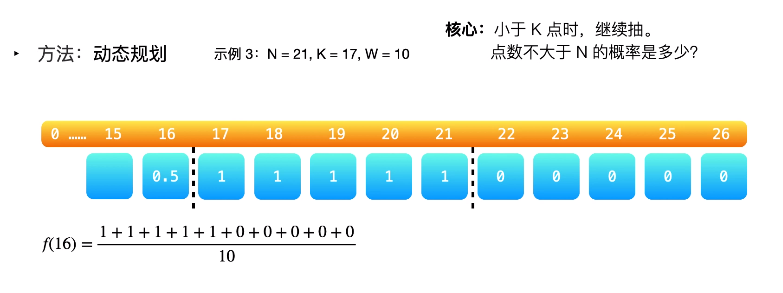 核心：小于 K 点时，继续抽。
点数不大于 N 的概率是多少？
‣ 方法：动态规划 示例 3：N = 21, K = 17, W = 10
0 …… 15 16 17 18 19 20 21 22 23 24 25 26
0.5 1 1 1 1 1 0 0 0 0 0
f(16) = \frac{1 + 1 + 1 + 1 + 1 + 0 + 0 + 0 + 0 + 0}{10}